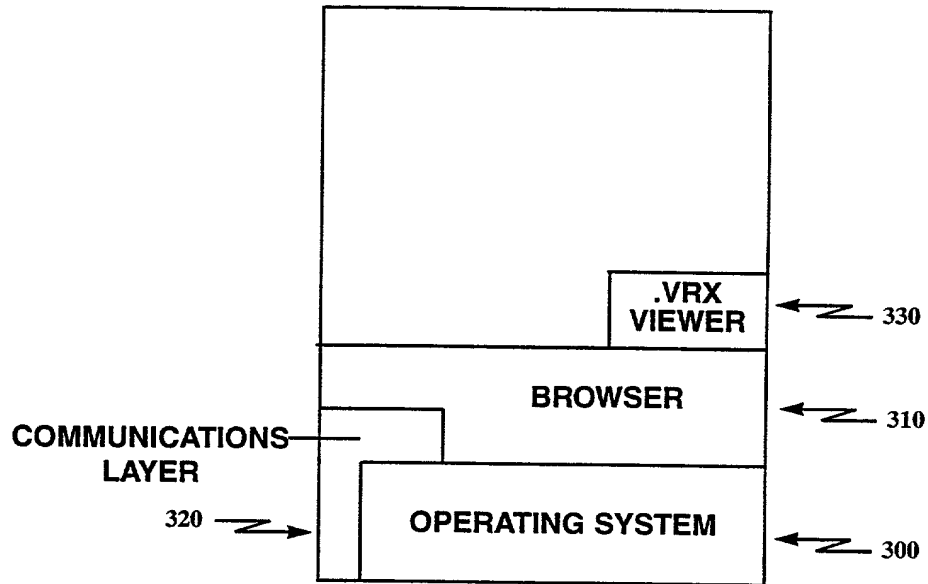 .VRX
VIEWER
330
BROWSER
310
COMMUNICATIONS
LAYER
320
OPERATING SYSTEM
300